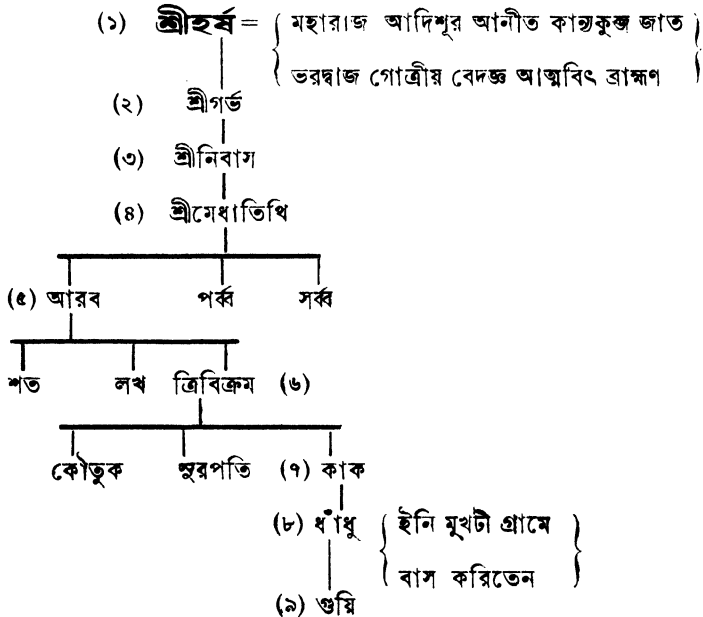 (১) শ্রীহর্ষ = { মহারাজ আদিশূর আনীত কান্যকুব্জ জাত }
ভরদ্বাজ গোত্রীয় বেদজ্ঞ আত্মবিৎ ব্রাহ্মণ
(২) শ্রীগর্ভ
(৩) শ্রীনিবাস
(৪) শ্রীমেধাতিথি
(৫) আরব পর্ব্ব সর্ব্ব
শত লখ ত্রিবিক্রম (৬)
কৌতুক সুরপতি (৭) কাক
(৮) ধাঁধু { ইনি মুখটী গ্রামে }
বাস করিতেন
(৯) গুয়ি